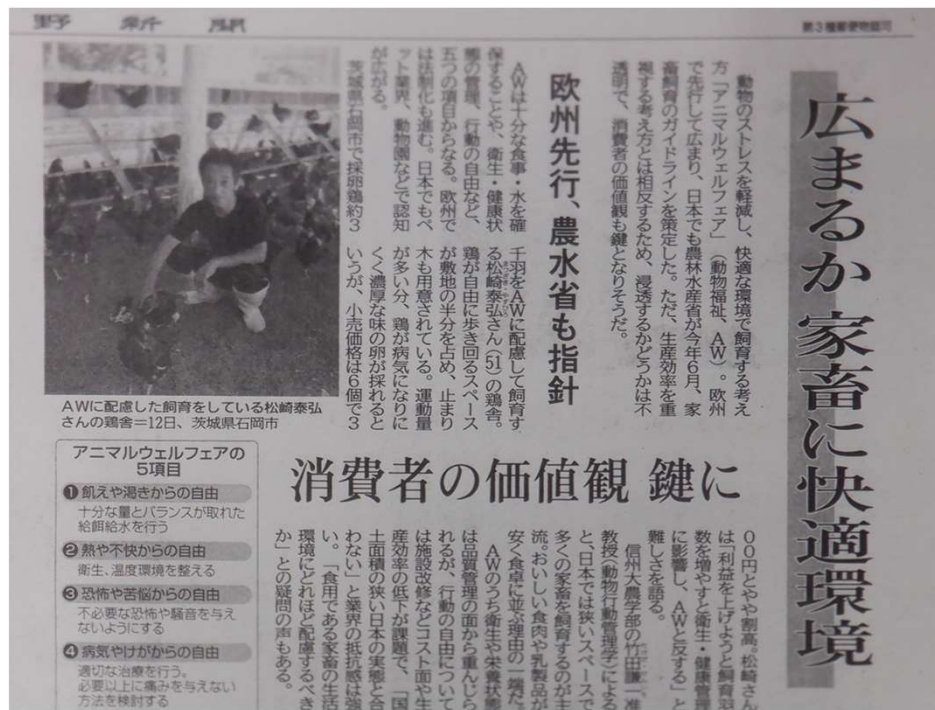 野新聞
第3種郵便物認可
広まるか 家畜に快適環境
動物のストレスを軽減し、快適な環境で飼育する考え
方「アニマルウェルフェア」(動物福祉、AW)。欧州
で先行して広まり、日本でも農林水産省が今年6月、家
畜飼育のガイドラインを策定した。ただ、生産効率を重
視する考え方とは相反するため、浸透するかどうかは不
透明で、消費者の価値観も鍵となりそうだ。
欧州先行、農水省も指針
AWは十分な食事・水を確
保することや、衛生・健康状
態の管理、行動の自由など、
五つの項目からなる。欧州で
は法制化も進む。日本でもペ
ット業界、動物園などで認知
が広がる。
茨城県石岡市で採卵鶏約3
千羽をAWに配慮して飼育す
る松崎泰弘さん(51)の鶏舎。
鶏が自由に歩き回るスペース
が敷地の半分を占め、止まり
木も用意されている。運動量
が多い分、鶏が病気になりに
くく濃厚な味の卵が採れると
いうが、小売価格は6個で3
AWに配慮した飼育をしている松崎泰弘
さんの鶏舎=12日、茨城県石岡市
消費者の価値観 鍵に
00円とやや割高。松崎さん
は「利益を上げようと飼育羽
数を増やすと衛生・健康管理
に影響し、AWと反する」と
難しさを語る。
信州大農学部の竹田謙一准
教授(動物行動管理学)による
と、日本では狭いスペースで
多くの家畜を飼育するのが主
流。おいしい食肉や乳製品が
安く食卓に並ぶ理由の一端だ。
AWのうち衛生や栄養状態
は品質管理の面から重んじら
れるが、行動の自由について
は施設改修などコスト面や生
産効率の低下が課題で、「国
土面積の狭い日本の実態と合
わない」と業界の抵抗感は強
い。「食用である家畜の生活
環境にどれほど配慮するべき
か」との疑問の声もある。
アニマルウェルフェアの
5項目
❶飢えや渇きからの自由
十分な量とバランスが取れた
給餌給水を行う
❷熱や不快からの自由
衛生、温度環境を整える
❸恐怖や苦悩からの自由
不必要な恐怖や騒音を与え
ないようにする
❹病気やけがからの自由
適切な治療を行う。
必要以上に痛みを与えない
方法を検討する